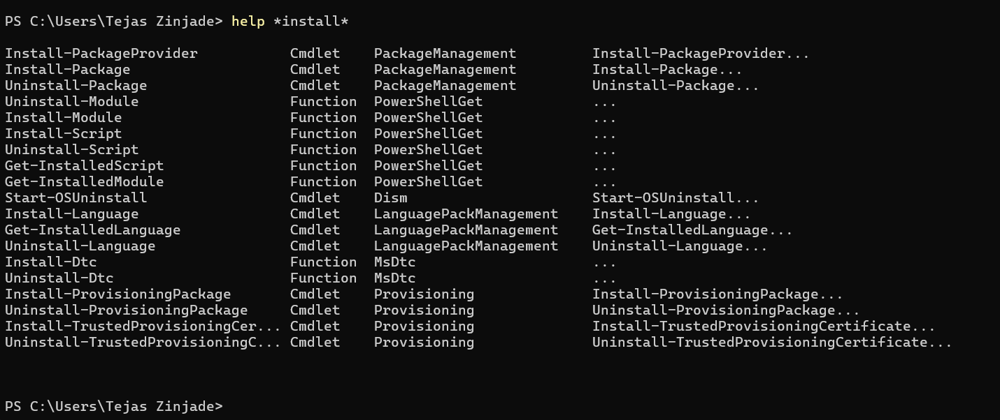 PS C:\Users\Tejas Zinjade> help *install*
Install-PackageProvider Cmdlet PackageManagement Install-PackageProvider...
Install-Package Cmdlet PackageManagement Install-Package...
Uninstall-Package Cmdlet PackageManagement Uninstall-Package...
Uninstall-Module Function PowerShellGet ...
Install-Module Function PowerShellGet ...
Install-Script Function PowerShellGet ...
Uninstall-Script Function PowerShellGet ...
Get-InstalledScript Function PowerShellGet ...
Get-InstalledModule Function PowerShellGet ...
Start-OSUninstall Cmdlet Dism Start-OSUninstall...
Install-Language Cmdlet LanguagePackManagement Install-Language...
Get-InstalledLanguage Cmdlet LanguagePackManagement Get-InstalledLanguage...
Uninstall-Language Cmdlet LanguagePackManagement Uninstall-Language...
Install-Dtc Function MsDtc ...
Uninstall-Dtc Function MsDtc ...
Install-ProvisioningPackage Cmdlet Provisioning Install-ProvisioningPackage...
Uninstall-ProvisioningPackage Cmdlet Provisioning Uninstall-ProvisioningPackage...
Install-TrustedProvisioningCer... Cmdlet Provisioning Install-TrustedProvisioningCertificate...
Uninstall-TrustedProvisioningC... Cmdlet Provisioning Uninstall-TrustedProvisioningCertificate...
PS C:\Users\Tejas Zinjade>